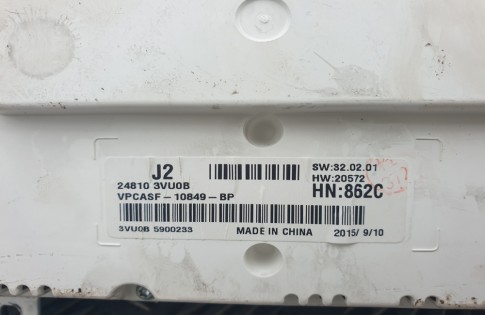 J2
SW:32.02.01
HW:20572
24810 3VU0B
HN:862C
VPCASF-10849-BP
3VU0B 5900233
MADE IN CHINA
2015/ 9/10